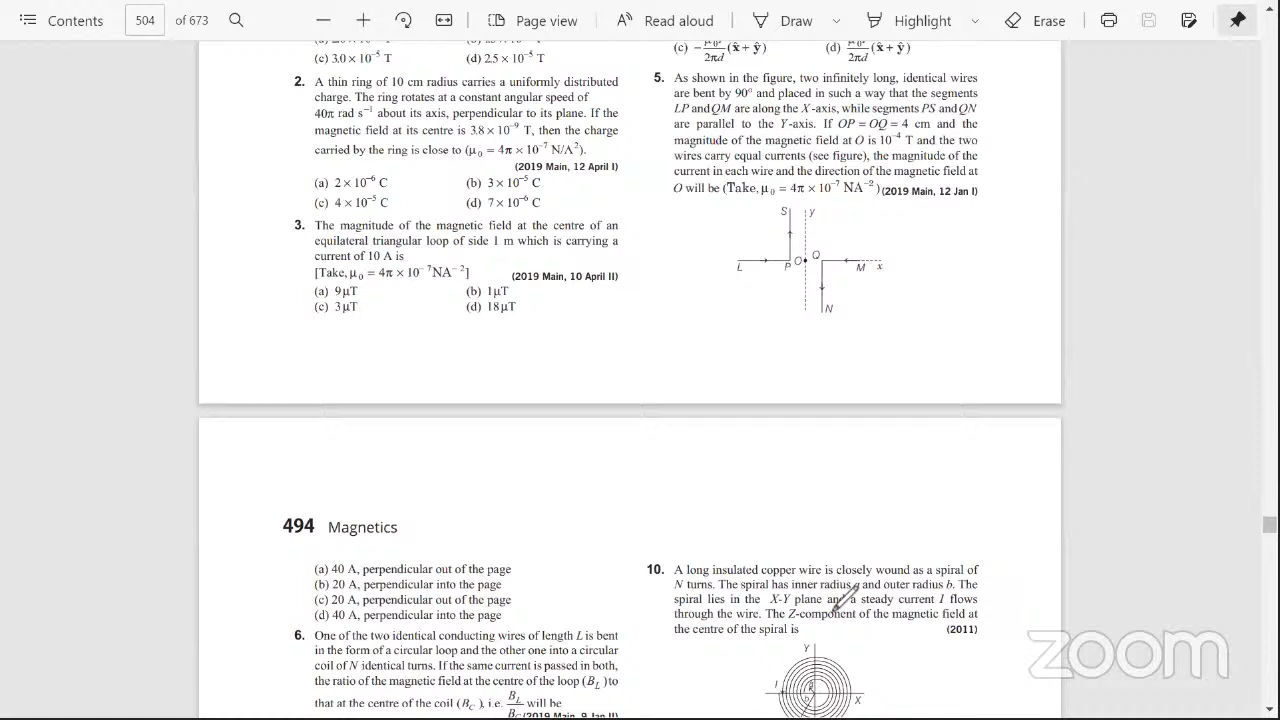 Contents 504 of 673 Page view Read aloud Draw Highlight Erase
(c) 3.0 × 10⁻⁵ T (d) 2.5 × 10⁻⁵ T
2. A thin ring of 10 cm radius carries a uniformly distributed
charge. The ring rotates at a constant angular speed of
40π rad s⁻¹ about its axis, perpendicular to its plane. If the
magnetic field at its centre is 3.8 × 10⁻⁹ T, then the charge
carried by the ring is close to (μ₀ = 4π × 10⁻⁷ N/A²).
(2019 Main, 12 April I)
(a) 2 × 10⁻⁶ C (b) 3 × 10⁻⁵ C
(c) 4 × 10⁻⁵ C (d) 7 × 10⁻⁶ C
3. The magnitude of the magnetic field at the centre of an
equilateral triangular loop of side 1 m which is carrying a
current of 10 A is
[Take, μ₀ = 4π × 10⁻⁷ NA⁻²] (2019 Main, 10 April II)
(a) 9 μT (b) 1 μT
(c) 3 μT (d) 18 μT
(c) − μ₀i/2πd (x̂ + ŷ) (d) μ₀i/2πd (x̂ + ŷ)
5. As shown in the figure, two infinitely long, identical wires
are bent by 90° and placed in such a way that the segments
LP and QM are along the X-axis, while segments PS and QN
are parallel to the Y-axis. If OP = OQ = 4 cm and the
magnitude of the magnetic field at O is 10⁻⁴ T and the two
wires carry equal currents (see figure), the magnitude of the
current in each wire and the direction of the magnetic field at
O will be (Take, μ₀ = 4π × 10⁻⁷ NA⁻²) (2019 Main, 12 Jan I)
S y
L P O Q M x
N
494 Magnetics
(a) 40 A, perpendicular out of the page
(b) 20 A, perpendicular into the page
(c) 20 A, perpendicular out of the page
(d) 40 A, perpendicular into the page
6. One of the two identical conducting wires of length L is bent
in the form of a circular loop and the other one into a circular
coil of N identical turns. If the same current is passed in both,
the ratio of the magnetic field at the centre of the loop (B_L) to
that at the centre of the coil (B_C), i.e. B_L/B_C will be
(2019 Main, 9 Jan II)
10. A long insulated copper wire is closely wound as a spiral of
N turns. The spiral has inner radius a and outer radius b. The
spiral lies in the X-Y plane and a steady current I flows
through the wire. The Z-component of the magnetic field at
the centre of the spiral is (2011)
Y
I
X
zoom